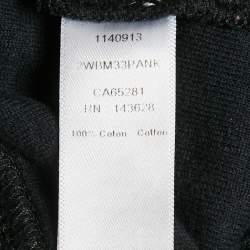 1140913
2WBM33PANK
CA65281
RN 143628
100% Coton Cotton